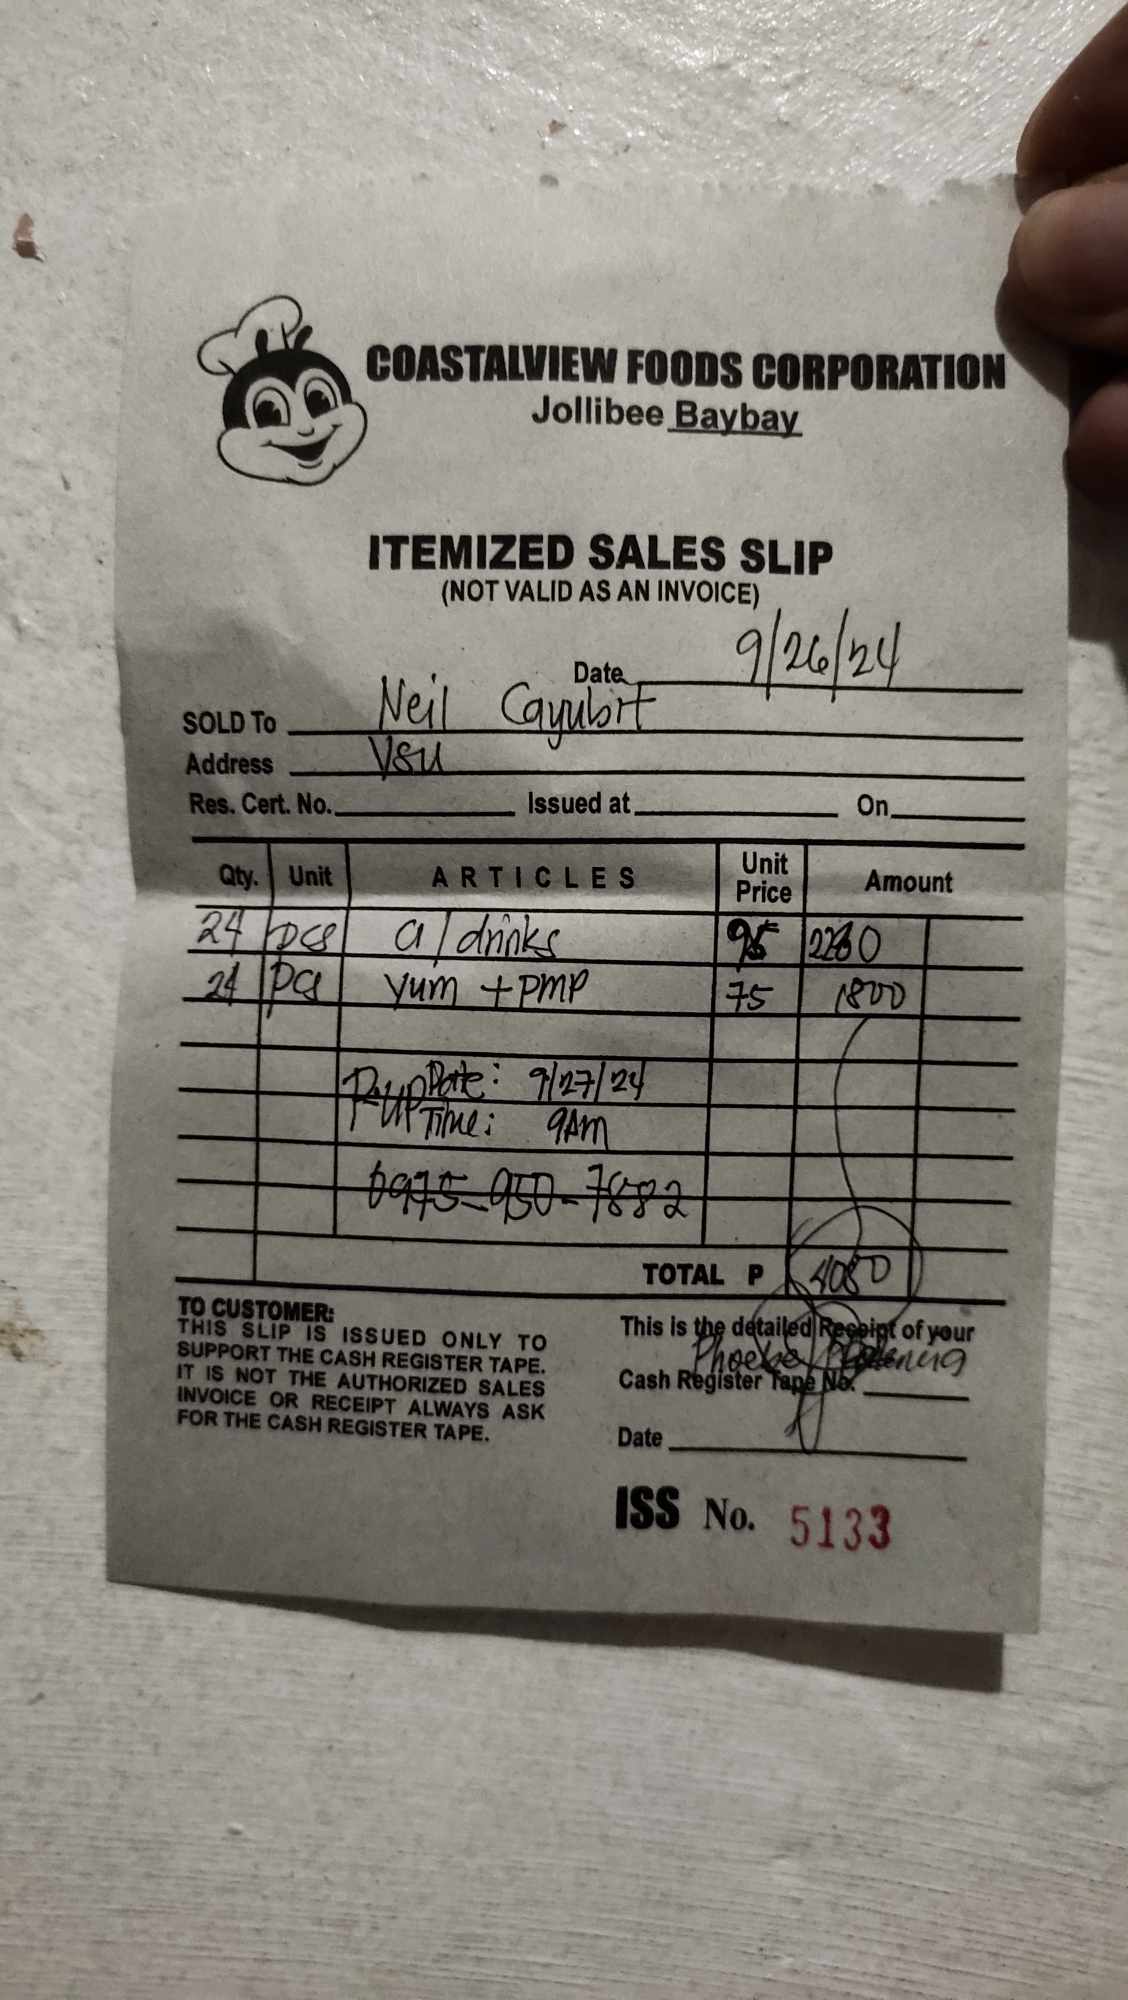 COASTALVIEW FOODS CORPORATION
Jollibee Baybay
ITEMIZED SALES SLIP
(NOT VALID AS AN INVOICE)
Date 9/26/24
SOLD To Neil Cayubit
Address VSU
Res. Cert. No. Issued at On
Qty. Unit ARTICLES Unit Price Amount
24 pcs a/drinks 95 2280
24 pcs yum + PMP 75 1800
P-UP Date: 9/27/24
Time: 9AM
0975-950-7882
TOTAL P 4080
TO CUSTOMER:
THIS SLIP IS ISSUED ONLY TO
SUPPORT THE CASH REGISTER TAPE.
IT IS NOT THE AUTHORIZED SALES
INVOICE OR RECEIPT ALWAYS ASK
FOR THE CASH REGISTER TAPE.
This is the detailed Receipt of your
Phoebe
Cash Register Tape No.
Date
ISS No. 5133